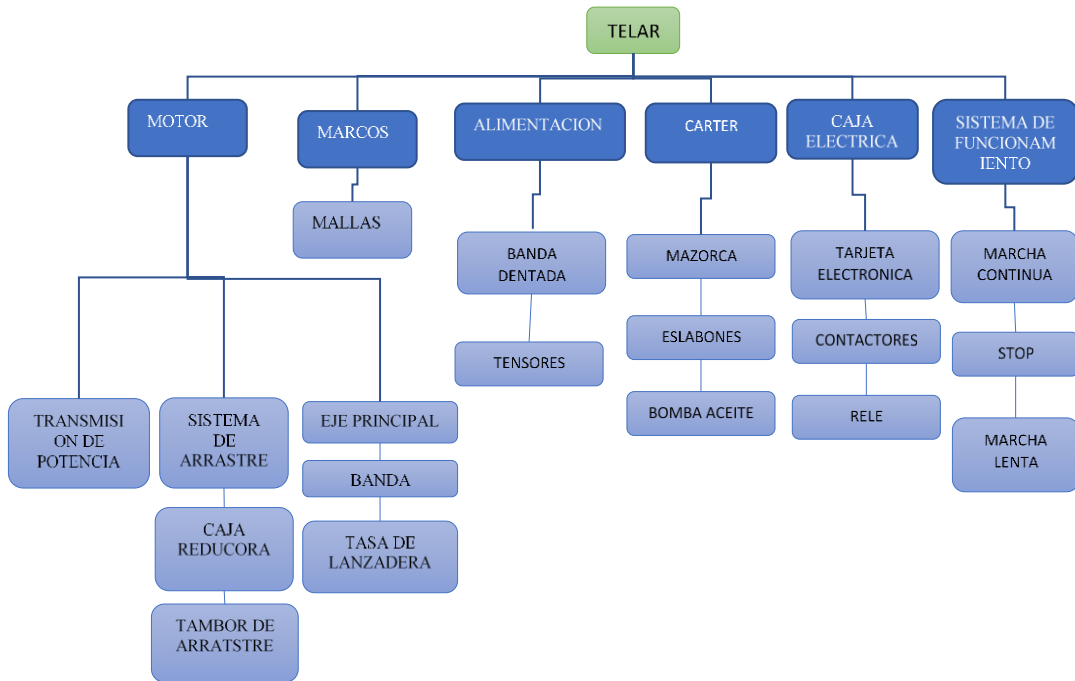 TELAR
MOTOR
MARCOS
ALIMENTACION
CARTER
CAJA
ELECTRICA
SISTEMA DE
FUNCIONAM
IENTO
MALLAS
BANDA
DENTADA
TENSORES
MAZORCA
ESLABONES
BOMBA ACEITE
TARJETA
ELECTRONICA
CONTACTORES
RELE
MARCHA
CONTINUA
STOP
MARCHA
LENTA
TRANSMISI
ON DE
POTENCIA
SISTEMA
DE
ARRASTRE
CAJA
REDUCORA
TAMBOR DE
ARRATSTRE
EJE PRINCIPAL
BANDA
TASA DE
LANZADERA